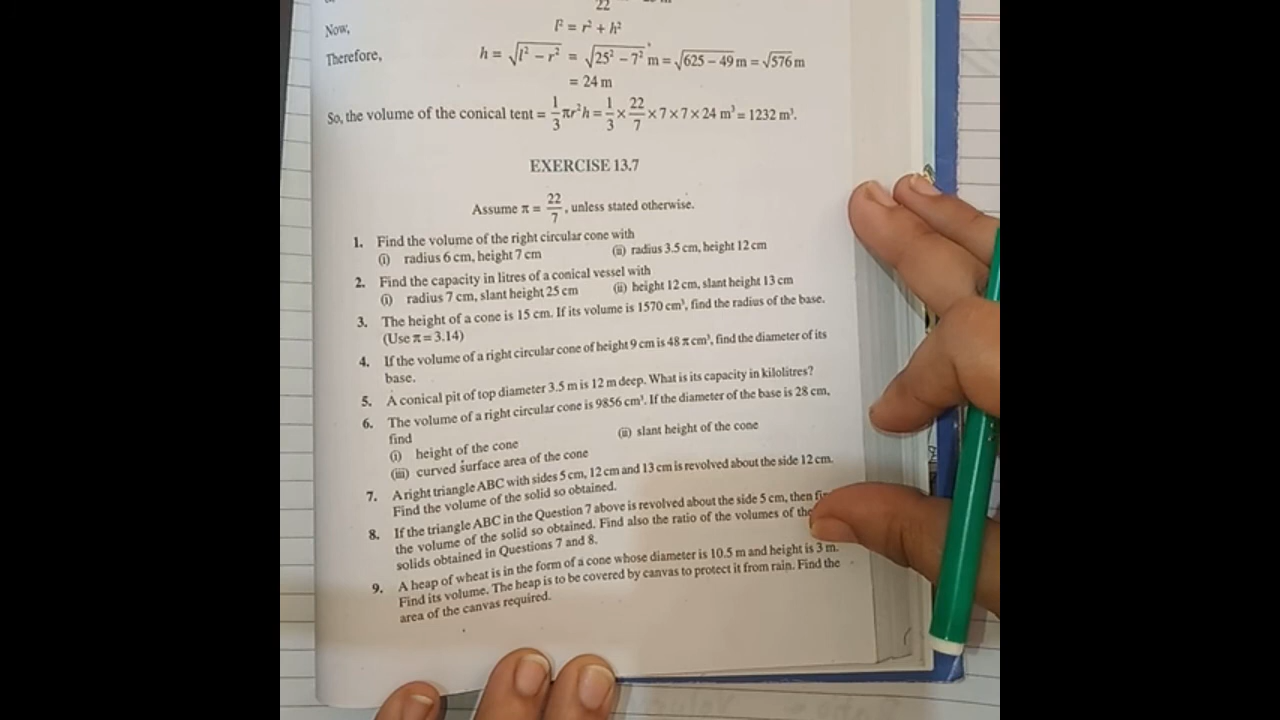 22
Now,
l² = r² + h²
Therefore,
h = √l² – r² = √25² – 7² m = √625 – 49 m = √576 m
= 24 m
So, the volume of the conical tent = 1/3 πr²h = 1/3 × 22/7 × 7 × 7 × 24 m³ = 1232 m³.
EXERCISE 13.7
Assume π = 22/7, unless stated otherwise.
1. Find the volume of the right circular cone with
(i) radius 6 cm, height 7 cm (ii) radius 3.5 cm, height 12 cm
2. Find the capacity in litres of a conical vessel with
(i) radius 7 cm, slant height 25 cm (ii) height 12 cm, slant height 13 cm
3. The height of a cone is 15 cm. If its volume is 1570 cm³, find the radius of the base.
(Use π = 3.14)
4. If the volume of a right circular cone of height 9 cm is 48 π cm³, find the diameter of its
base.
5. A conical pit of top diameter 3.5 m is 12 m deep. What is its capacity in kilolitres?
6. The volume of a right circular cone is 9856 cm³. If the diameter of the base is 28 cm,
find
(i) height of the cone (ii) slant height of the cone
(iii) curved surface area of the cone
7. A right triangle ABC with sides 5 cm, 12 cm and 13 cm is revolved about the side 12 cm.
Find the volume of the solid so obtained.
8. If the triangle ABC in the Question 7 above is revolved about the side 5 cm, then
the volume of the solid so obtained. Find also the ratio of the volumes of the
solids obtained in Questions 7 and 8.
9. A heap of wheat is in the form of a cone whose diameter is 10.5 m and height is 3 m.
Find its volume. The heap is to be covered by canvas to protect it from rain. Find the
area of the canvas required.